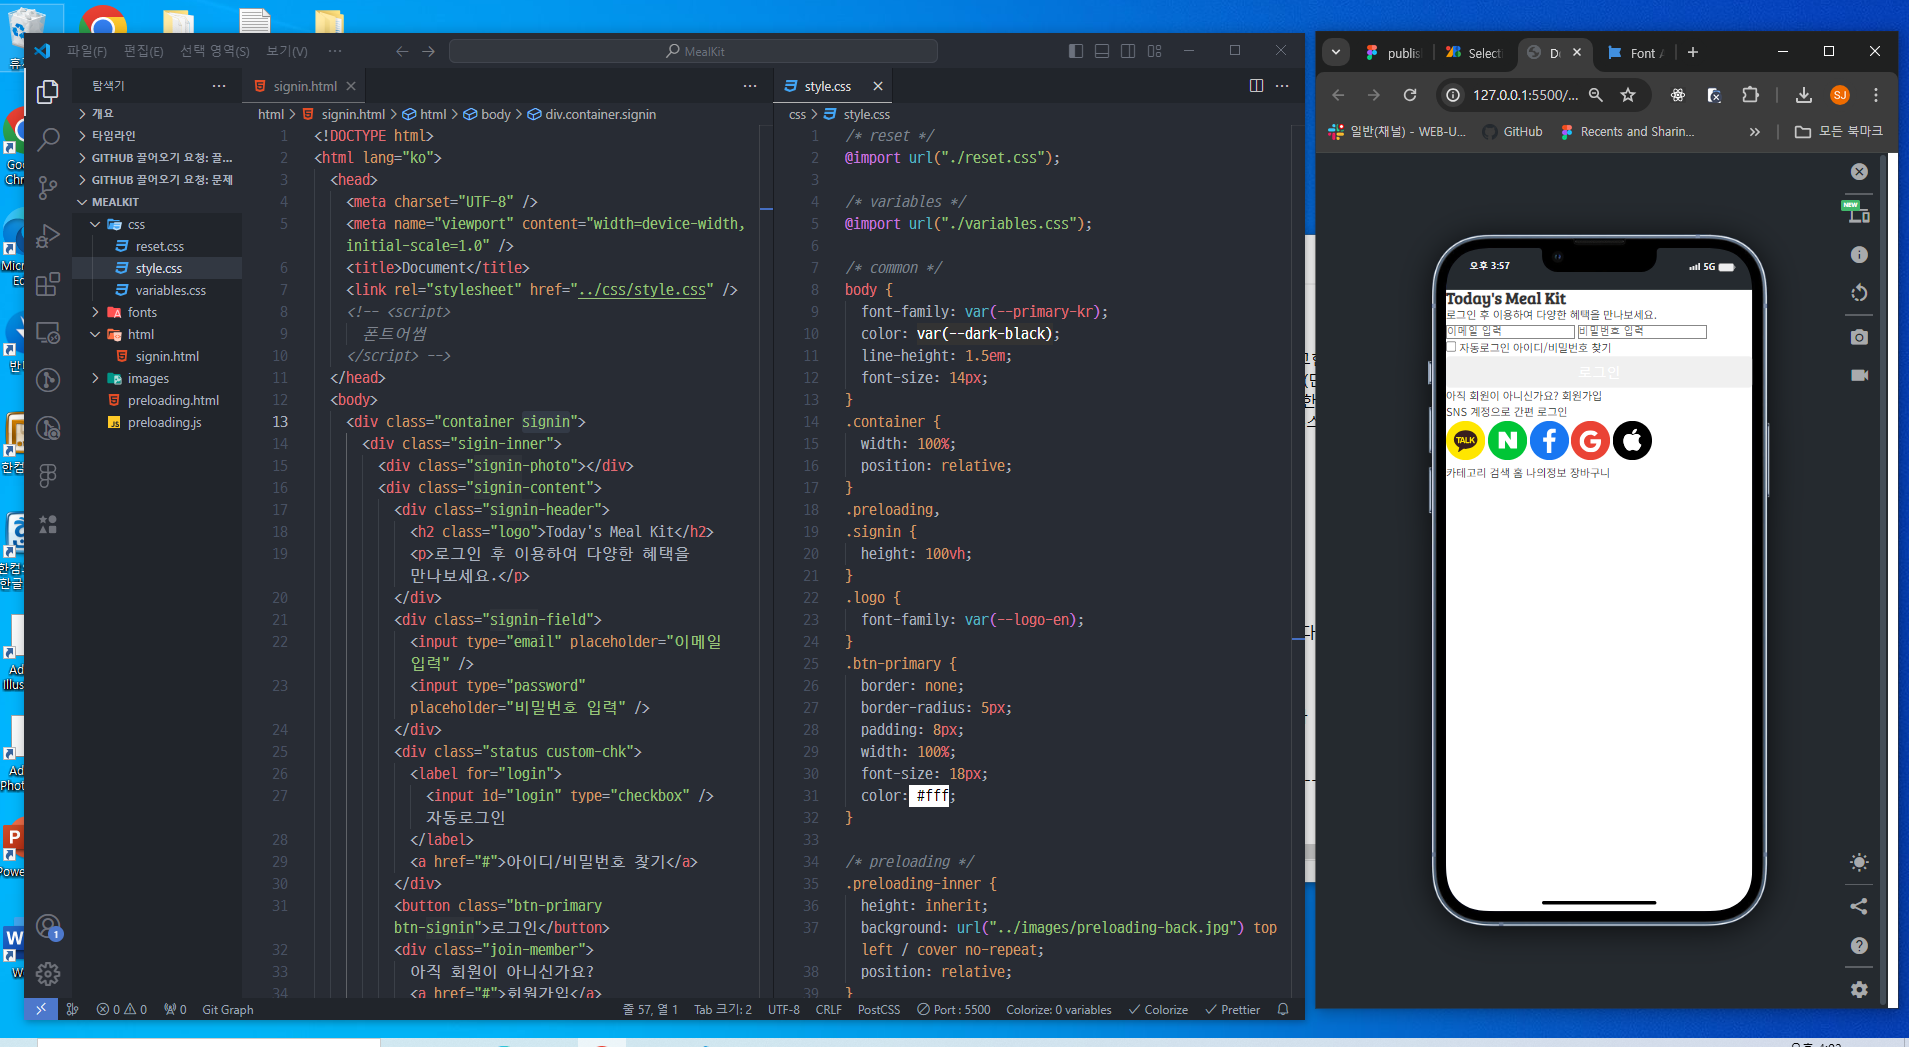 파일(F) 편집(E) 선택 영역(S) 보기(V) ···
MealKit
탐색기
개요
타임라인
GITHUB 끌어오기 요청: 끌...
GITHUB 끌어오기 요청: 문제
MEALKIT
css
reset.css
style.css
variables.css
fonts
html
signin.html
images
preloading.html
preloading.js
signin.html
html > signin.html > html > body > div.container.signin
1 <!DOCTYPE html>
2 <html lang="ko">
3 <head>
4 <meta charset="UTF-8" />
5 <meta name="viewport" content="width=device-width,
initial-scale=1.0" />
6 <title>Document</title>
7 <link rel="stylesheet" href="../css/style.css" />
8 <!-- <script>
9 폰트어썸
10 </script> -->
11 </head>
12 <body>
13 <div class="container signin">
14 <div class="sigin-inner">
15 <div class="signin-photo"></div>
16 <div class="signin-content">
17 <div class="signin-header">
18 <h2 class="logo">Today's Meal Kit</h2>
19 <p>로그인 후 이용하여 다양한 혜택을
만나보세요.</p>
20 </div>
21 <div class="signin-field">
22 <input type="email" placeholder="이메일
입력" />
23 <input type="password"
placeholder="비밀번호 입력" />
24 </div>
25 <div class="status custom-chk">
26 <label for="login">
27 <input id="login" type="checkbox" />
자동로그인
28 </label>
29 <a href="#">아이디/비밀번호 찾기</a>
30 </div>
31 <button class="btn-primary
btn-signin">로그인</button>
32 <div class="join-member">
33 아직 회원이 아니신가요?
34 <a href="#">회원가입</a>
style.css
css > style.css
1 /* reset */
2 @import url("./reset.css");
3
4 /* variables */
5 @import url("./variables.css");
6
7 /* common */
8 body {
9 font-family: var(--primary-kr);
10 color: var(--dark-black);
11 line-height: 1.5em;
12 font-size: 14px;
13 }
14 .container {
15 width: 100%;
16 position: relative;
17 }
18 .preloading,
19 .signin {
20 height: 100vh;
21 }
22 .logo {
23 font-family: var(--logo-en);
24 }
25 .btn-primary {
26 border: none;
27 border-radius: 5px;
28 padding: 8px;
29 width: 100%;
30 font-size: 18px;
31 color: #fff;
32 }
33
34 /* preloading */
35 .preloading-inner {
36 height: inherit;
37 background: url("../images/preloading-back.jpg") top
left / cover no-repeat;
38 position: relative;
39 }
0 0 0 Git Graph
줄 57, 열 1 Tab 크기: 2 UTF-8 CRLF PostCSS Port : 5500 Colorize: 0 variables Colorize Prettier
Selecti
Font
127.0.0.1:5500/...
SJ
일반(채널) - WEB-U... GitHub Recents and Sharin... » 모든 북마크
NEW
오후 3:57
5G
Today's Meal Kit
로그인 후 이용하여 다양한 혜택을 만나보세요.
이메일 입력 비밀번호 입력
자동로그인 아이디/비밀번호 찾기
로그인
아직 회원이 아니신가요? 회원가입
SNS 계정으로 간편 로그인
TALK N f G
카테고리 검색 홈 나의정보 장바구니